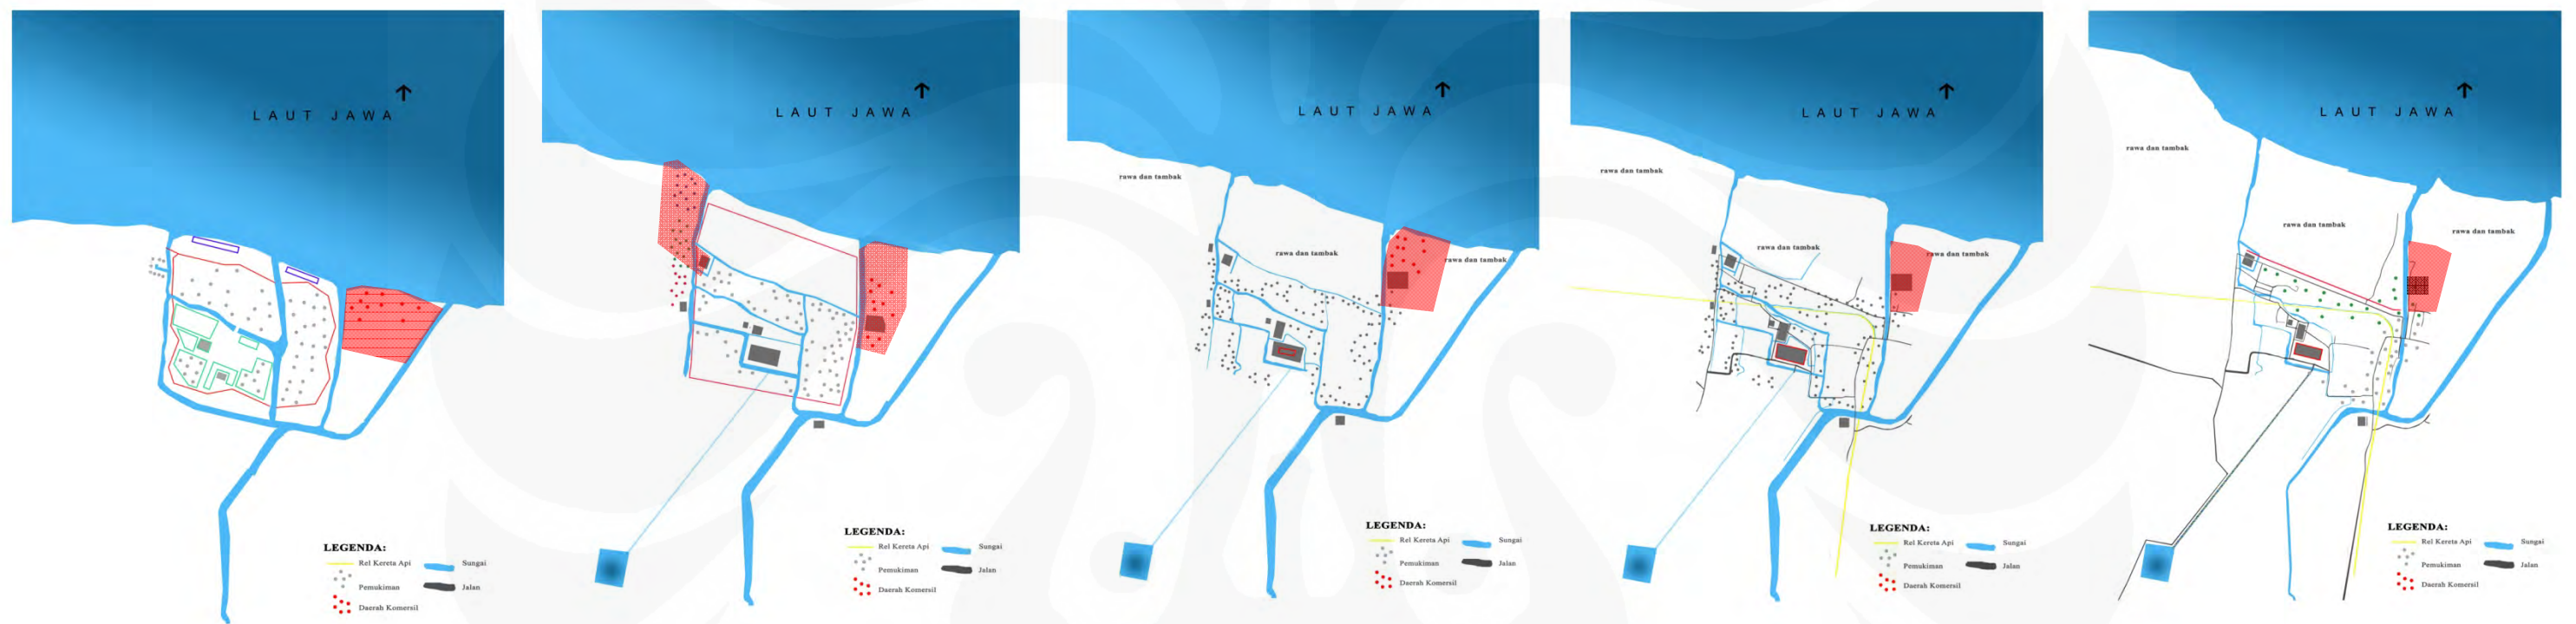 LAUT JAWA
LEGENDA:
Rel Kereta Api
Sungai
Pemukiman
Jalan
Daerah Komersil
LAUT JAWA
LEGENDA:
Rel Kereta Api
Sungai
Pemukiman
Jalan
Daerah Komersil
LAUT JAWA
rawa dan tambak
rawa dan tambak
rawa dan tambak
LEGENDA:
Rel Kereta Api
Sungai
Pemukiman
Jalan
Daerah Komersil
LAUT JAWA
rawa dan tambak
rawa dan tambak
rawa dan tambak
LEGENDA:
Rel Kereta Api
Sungai
Pemukiman
Jalan
Daerah Komersil
LAUT JAWA
rawa dan tambak
rawa dan tambak
rawa dan tambak
LEGENDA:
Rel Kereta Api
Sungai
Pemukiman
Jalan
Daerah Komersil